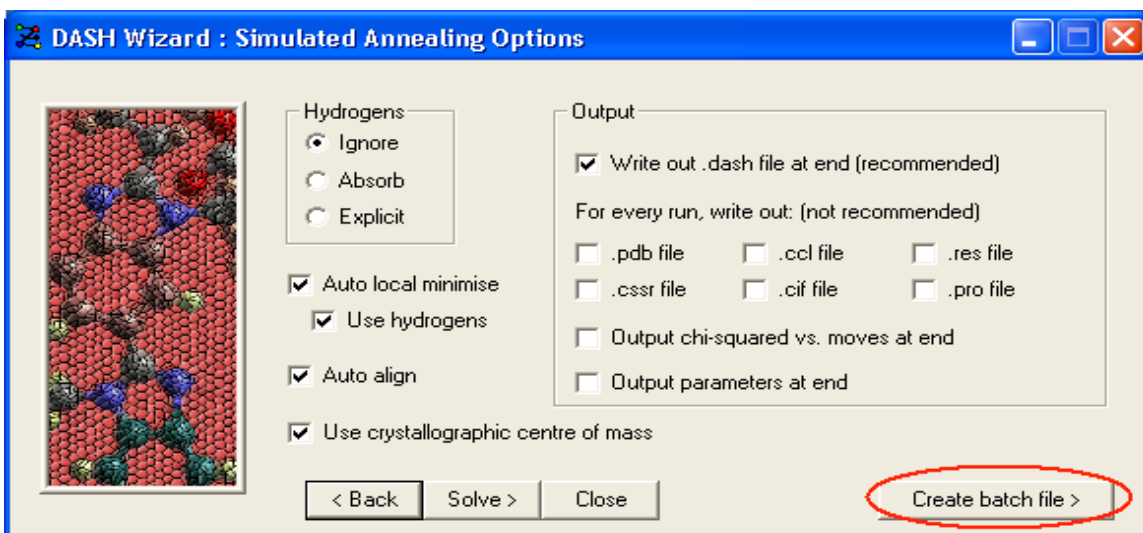 DASH Wizard : Simulated Annealing Options
Hydrogens
Ignore
Absorb
Explicit
Auto local minimise
Use hydrogens
Auto align
Use crystallographic centre of mass
Output
Write out .dash file at end (recommended)
For every run, write out: (not recommended)
.pdb file .ccl file .res file
.cssr file .cif file .pro file
Output chi-squared vs. moves at end
Output parameters at end
< Back Solve > Close Create batch file >